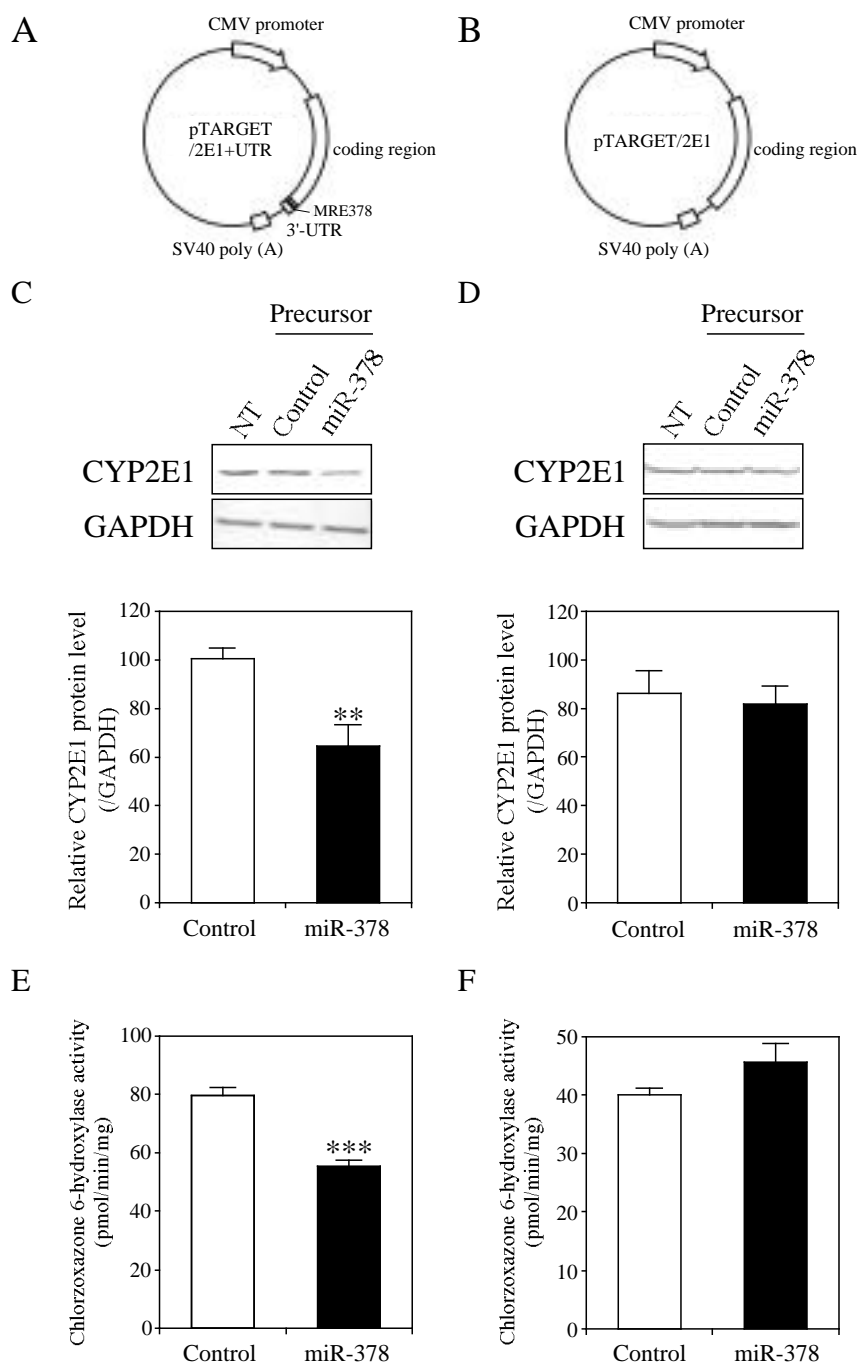 A
CMV promoter
pTARGET
/2E1+UTR
coding region
MRE378
3'-UTR
SV40 poly (A)
B
CMV promoter
pTARGET/2E1
coding region
SV40 poly (A)
C
Precursor
NT
Control
miR-378
CYP2E1
GAPDH
Relative CYP2E1 protein level
(/GAPDH)
120
100
80
60
40
20
0
**
Control
miR-378
D
Precursor
NT
Control
miR-378
CYP2E1
GAPDH
Relative CYP2E1 protein level
(/GAPDH)
120
100
80
60
40
20
0
Control
miR-378
E
Chlorzoxazone 6-hydroxylase activity
(pmol/min/mg)
100
80
60
40
20
0
***
Control
miR-378
F
Chlorzoxazone 6-hydroxylase activity
(pmol/min/mg)
50
40
30
20
10
0
Control
miR-378